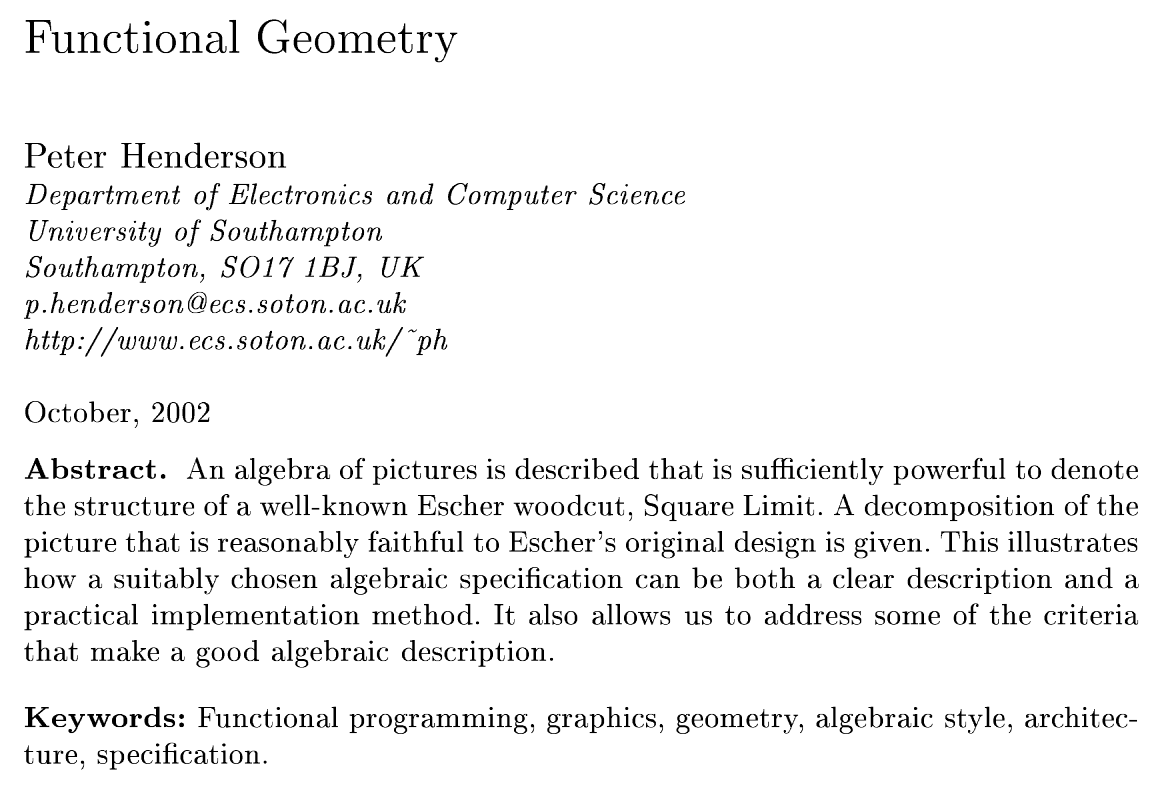 Functional Geometry
Peter Henderson
Department of Electronics and Computer Science
University of Southampton
Southampton, SO17 1BJ, UK
p.henderson@ecs.soton.ac.uk
http://www.ecs.soton.ac.uk/~ph
October, 2002
Abstract. An algebra of pictures is described that is sufficiently powerful to denote
the structure of a well-known Escher woodcut, Square Limit. A decomposition of the
picture that is reasonably faithful to Escher's original design is given. This illustrates
how a suitably chosen algebraic specification can be both a clear description and a
practical implementation method. It also allows us to address some of the criteria
that make a good algebraic description.
Keywords: Functional programming, graphics, geometry, algebraic style, architec-
ture, specification.